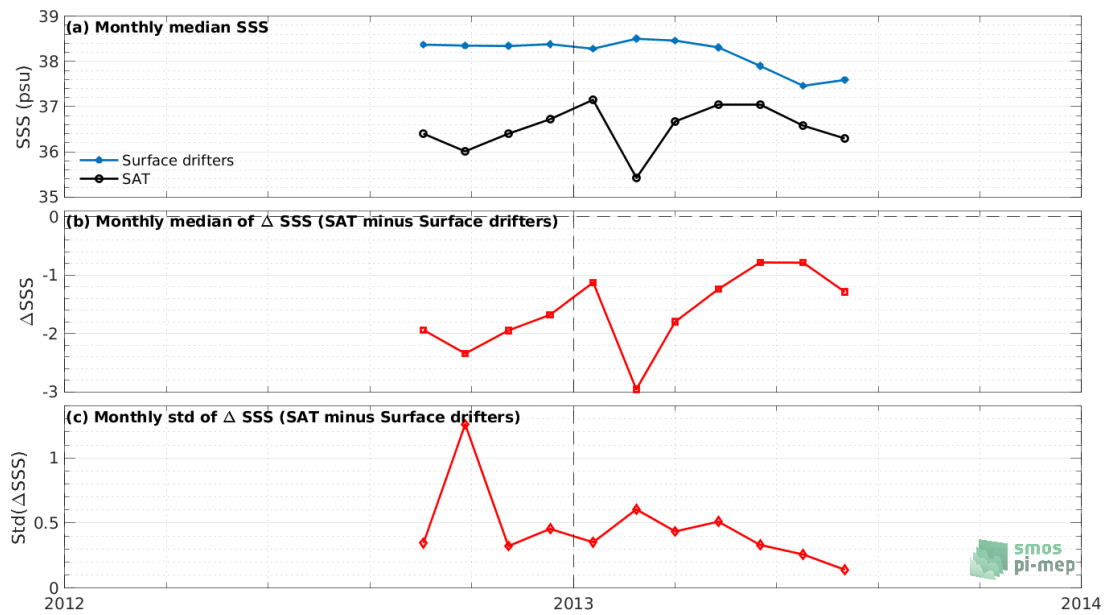 (a) Monthly median SSS
39
38
37
36
35
SSS (psu)
Surface drifters
SAT
(b) Monthly median of Δ SSS (SAT minus Surface drifters)
0
-1
-2
-3
ΔSSS
(c) Monthly std of Δ SSS (SAT minus Surface drifters)
1
0.5
0
Std(ΔSSS)
2012
2013
2014
smos
pi-mep